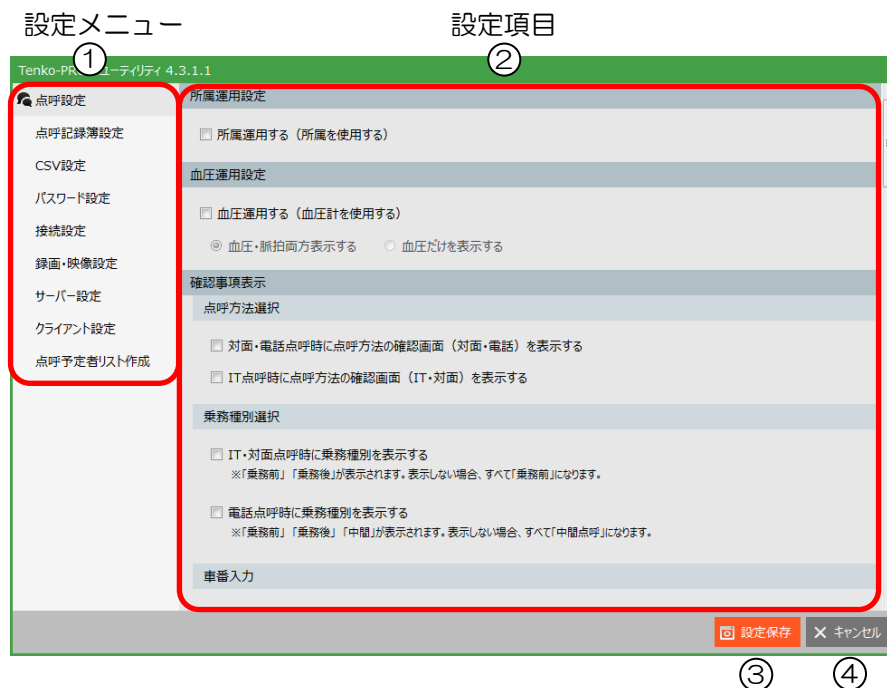 設定メニュー
設定項目
①
②
Tenko-PR ユーティリティ 4.3.1.1
点呼設定
点呼記録簿設定
CSV設定
パスワード設定
接続設定
録画・映像設定
サーバー設定
クライアント設定
点呼予定者リスト作成
所属運用設定
所属運用する（所属を使用する）
血圧運用設定
血圧運用する（血圧計を使用する）
血圧・脈拍両方表示する
血圧だけを表示する
確認事項表示
点呼方法選択
対面・電話点呼時に点呼方法の確認画面（対面・電話）を表示する
IT点呼時に点呼方法の確認画面（IT・対面）を表示する
乗務種別選択
IT・対面点呼時に乗務種別を表示する
※「乗務前」「乗務後」が表示されます。表示しない場合、すべて「乗務前」になります。
電話点呼時に乗務種別を表示する
※「乗務前」「乗務後」「中間」が表示されます。表示しない場合、すべて「中間点呼」になります。
車番入力
設定保存
キャンセル
③
④